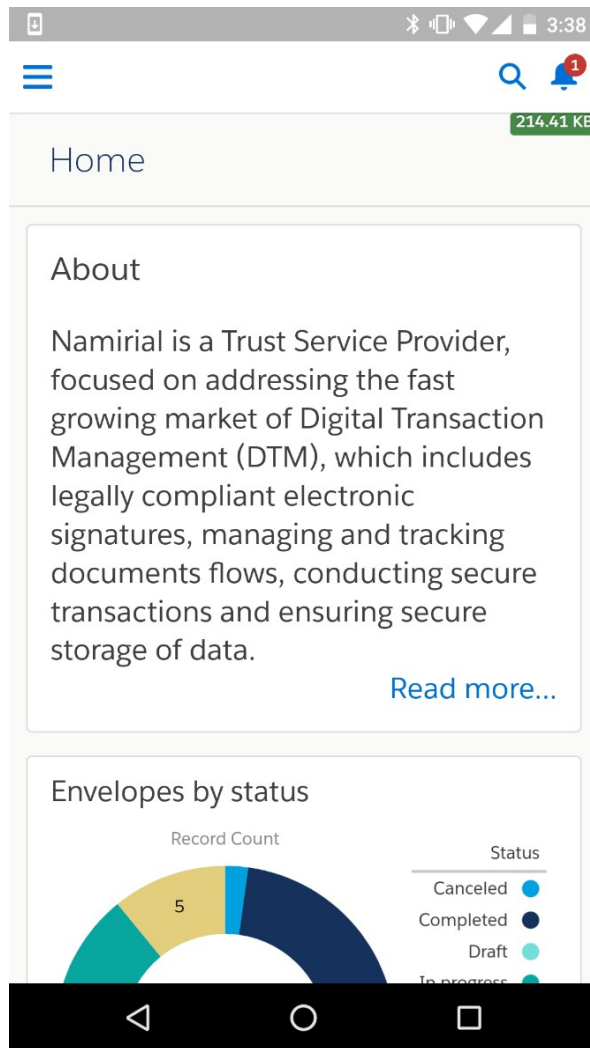 3:38
1
214.41 KB
Home
About
Namirial is a Trust Service Provider,
focused on addressing the fast
growing market of Digital Transaction
Management (DTM), which includes
legally compliant electronic
signatures, managing and tracking
documents flows, conducting secure
transactions and ensuring secure
storage of data.
Read more...
Envelopes by status
Record Count
Status
5
Canceled
Completed
Draft
In progress